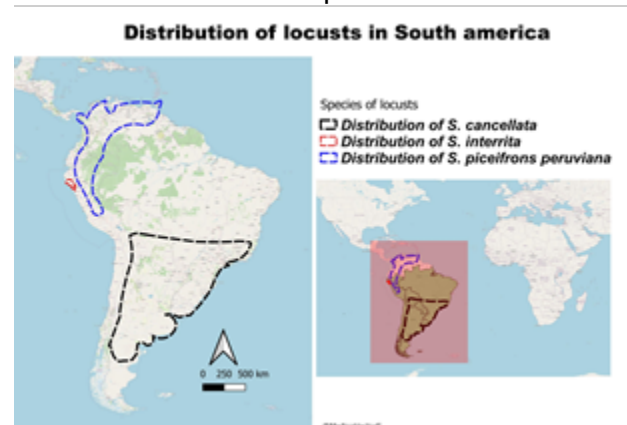 Distribution of locusts in South america
Species of locusts
Distribution of S. cancellata
Distribution of S. interrita
Distribution of S. piceifrons peruviana
0 250 500 km